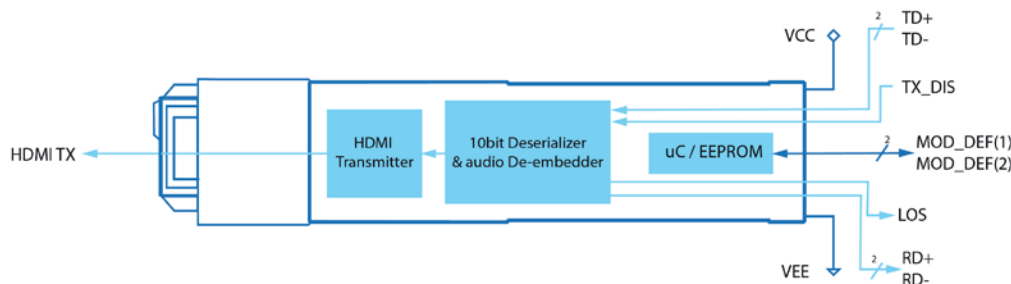 2
TD+
TD-
VCC
TX_DIS
HDMI TX
HDMI
Transmitter
10bit Deserializer
& audio De-embedder
uC / EEPROM
2
MOD_DEF(1)
MOD_DEF(2)
LOS
VEE
2
RD+
RD-